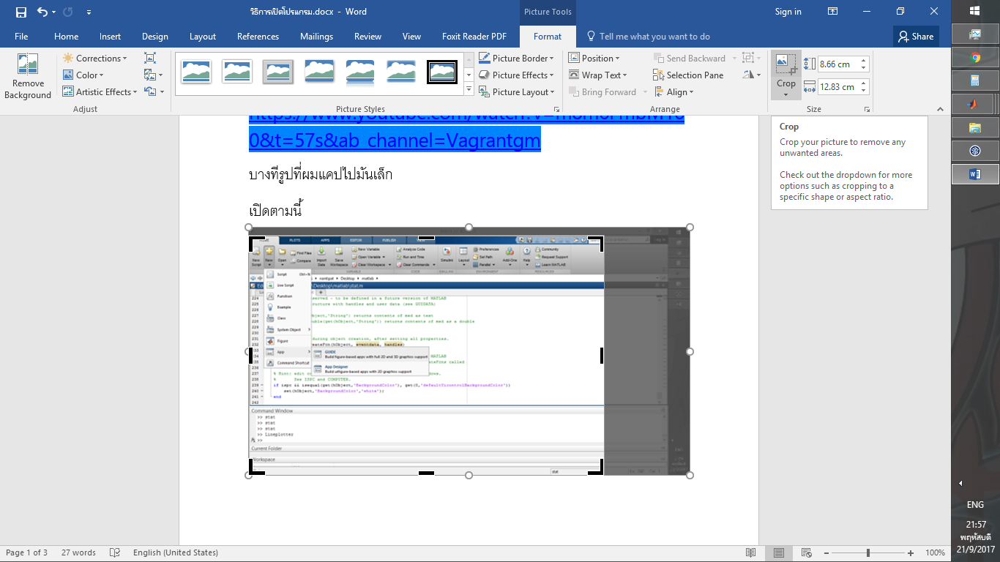 วิธีการเปิดโปรแกรม.docx - Word
Picture Tools
Sign in
File Home Insert Design Layout References Mailings Review View Foxit Reader PDF Format Tell me what you want to do Share
Remove Background
Corrections
Color
Artistic Effects
Adjust
Picture Styles
Picture Border
Picture Effects
Picture Layout
Position
Wrap Text
Bring Forward
Send Backward
Selection Pane
Align
Arrange
Crop
8.66 cm
12.83 cm
Size
Crop
Crop your picture to remove any
unwanted areas.
Check out the dropdown for more
options such as cropping to a
specific shape or aspect ratio.
0&t=57s&ab_channel=Vagrantgm
บางทีรูปที่ผมแคปไปมันเล็ก
เปิดตามนี้
HOME PLOTS APPS EDITOR PUBLISH VIEW
New Script
New
Open
Find Files
Compare
Import Data
Save Workspace
New Variable
Open Variable
Clear Workspace
Analyze Code
Run and Time
Clear Commands
Simulink
Layout
Preferences
Set Path
Parallel
Add-Ons
Help
Community
Request Support
Learn MATLAB
VARIABLE CODE SIMULINK ENVIRONMENT RESOURCES
Script Ctrl+N
Live Script
Function
Example
Class
System Object
Figure
App
Command Shortcut
nontipat Desktop matlab
\Desktop\matlab\stat.m
224 served - to be defined in a future version of MATLAB
225 ructure with handles and user data (see GUIDATA)
226
227 bject,'String') returns contents of med as text
228 uble(get(hObject,'String')) returns contents of med as a double
229
230
231 during object creation, after setting all properties.
232 eateFcn(hObject, eventdata, handles)
GUIDE
Build figure-based apps with full 2D and 3D graphics support
App Designer
Build uifigure-based apps with 2D graphics support
MATLAB
ateFcns called
% Hint: edit
ows.
% See ISPC and COMPUTER.
239 if ispc && isequal(get(hObject,'BackgroundColor'), get(0,'defaultUicontrolBackgroundColor'))
240 set(hObject,'BackgroundColor','white');
241 end
242
Command Window
>> stat
>> stat
>> stat
>> Lineplotter
fx >>
Current Folder
Workspace
stat
ENG
21:57
พฤหัสบดี
21/9/2017
Page 1 of 3 27 words English (United States) 100%